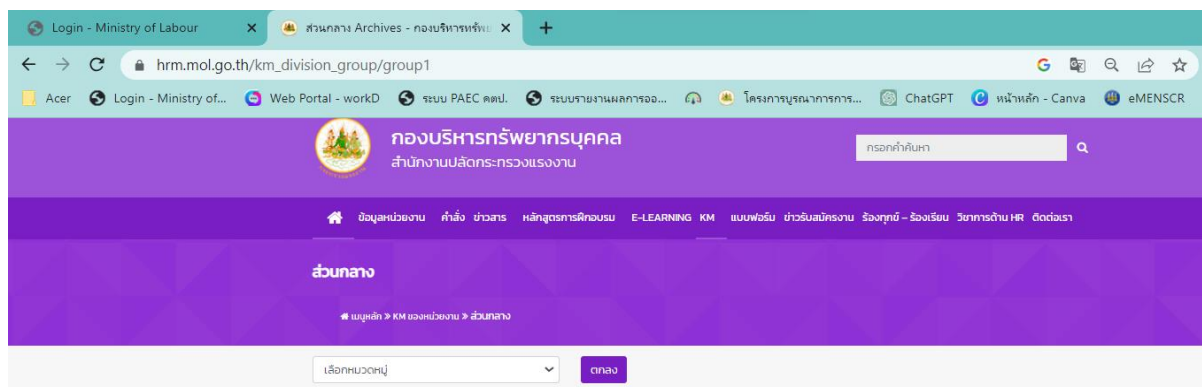 Login - Ministry of Labour
ส่วนกลาง Archives - กองบริหารทรัพย
hrm.mol.go.th/km_division_group/group1
Acer Login - Ministry of... Web Portal - workD ระบบ PAEC คตป. ระบบรายงานผลการออ... โครงการบูรณาการการ... ChatGPT หน้าหลัก - Canva eMENSCR
กองบริหารทรัพยากรบุคคล
สำนักงานปลัดกระทรวงแรงงาน
กรอกคำค้นหา
ข้อมูลหน่วยงาน คำสั่ง ข่าวสาร หลักสูตรการฝึกอบรม E-LEARNING KM แบบฟอร์ม ข่าวรับสมัครงาน ร้องทุกข์ – ร้องเรียน วิชาการด้าน HR ติดต่อเรา
ส่วนกลาง
เมนูหลัก » KM ของหน่วยงาน » ส่วนกลาง
เลือกหมวดหมู่
ตกลง